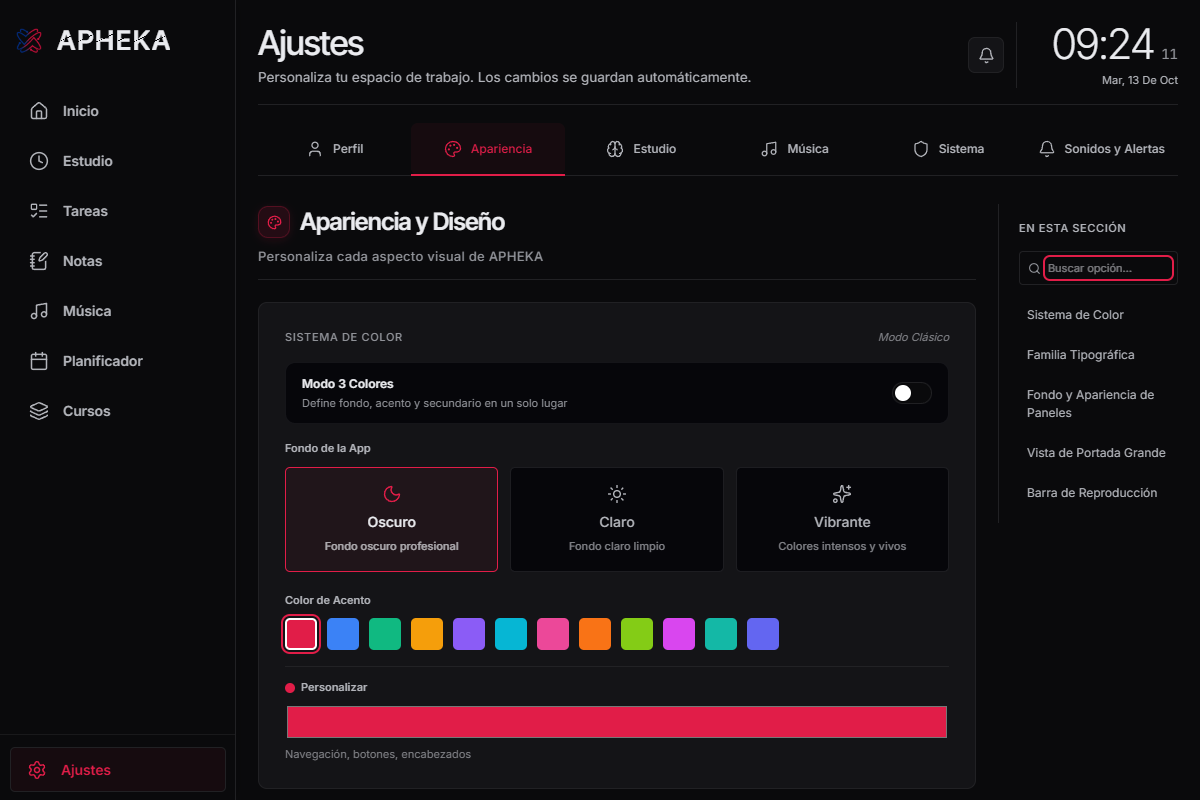 APHEKA
Inicio
Estudio
Tareas
Notas
Música
Planificador
Cursos
Ajustes
Ajustes
Personaliza tu espacio de trabajo. Los cambios se guardan automáticamente.
09:24 11
Mar, 13 De Oct
Perfil
Apariencia
Estudio
Música
Sistema
Sonidos y Alertas
Apariencia y Diseño
Personaliza cada aspecto visual de APHEKA
SISTEMA DE COLOR
Modo Clásico
Modo 3 Colores
Define fondo, acento y secundario en un solo lugar
Fondo de la App
Oscuro
Fondo oscuro profesional
Claro
Fondo claro limpio
Vibrante
Colores intensos y vivos
Color de Acento
Personalizar
Navegación, botones, encabezados
EN ESTA SECCIÓN
Buscar opción...
Sistema de Color
Familia Tipográfica
Fondo y Apariencia de
Paneles
Vista de Portada Grande
Barra de Reproducción